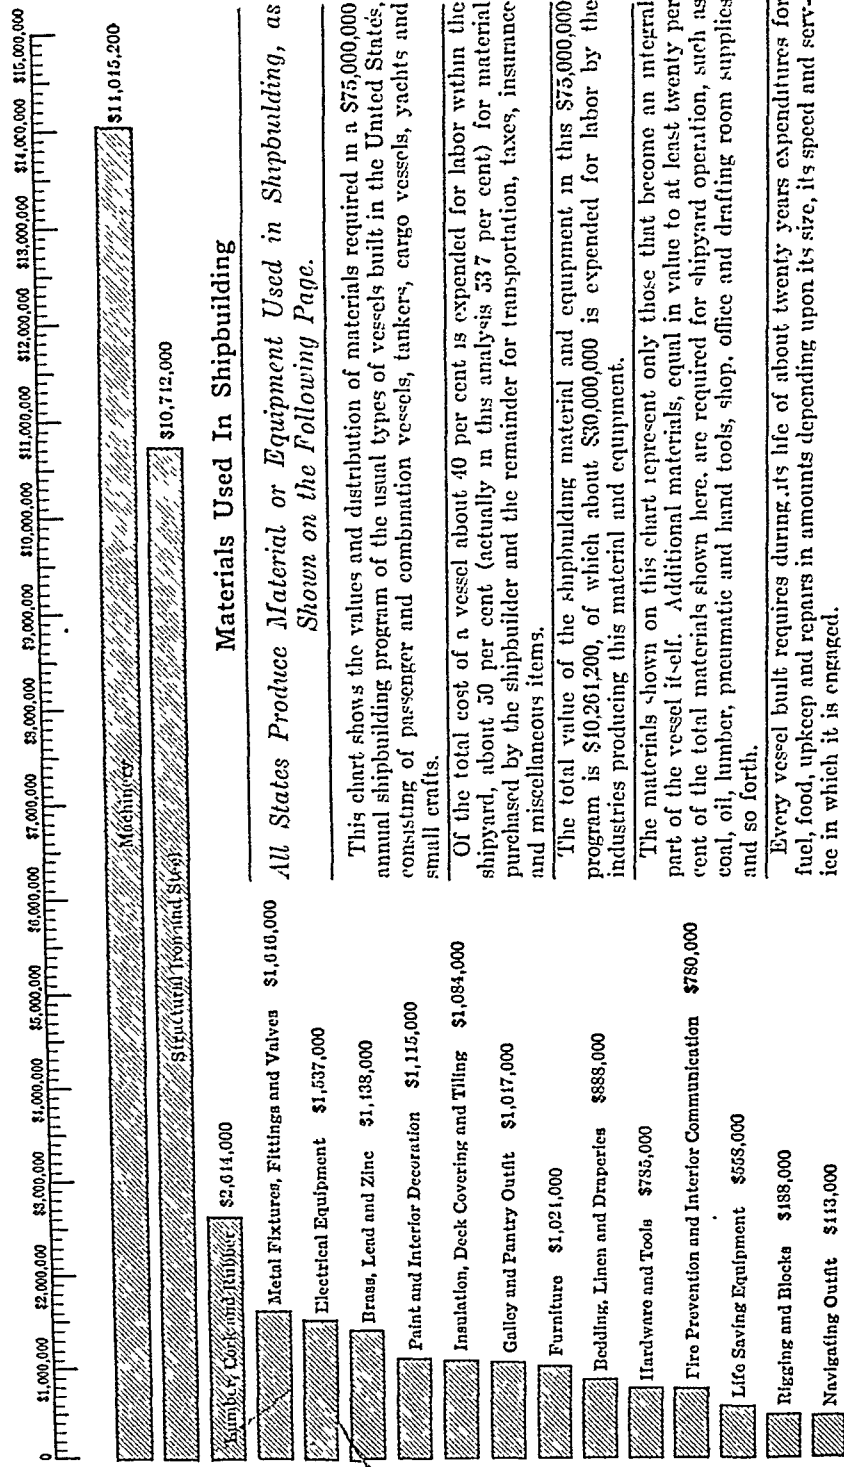 0 $1,000,000 $2,000,000 $3,000,000 $4,000,000 $5,000,000 $6,000,000 $7,000,000 $8,000,000 $9,000,000 $10,000,000 $11,000,000 $12,000,000 $13,000,000 $14,000,000 $15,000,000
Machinery $11,015,200
Structural Iron and Steel $10,712,000
Lumber, Cork and Rubber $2,614,000
Metal Fixtures, Fittings and Valves $1,616,000
Electrical Equipment $1,537,000
Brass, Lead and Zinc $1,138,000
Paint and Interior Decoration $1,115,000
Insulation, Deck Covering and Tiling $1,084,000
Galley and Pantry Outfit $1,017,000
Furniture $1,021,000
Bedding, Linen and Draperies $888,000
Hardware and Tools $785,000
Fire Prevention and Interior Communication $780,000
Life Saving Equipment $558,000
Rigging and Blocks $188,000
Navigating Outfit $113,000
Materials Used In Shipbuilding
All States Produce Material or Equipment Used in Shipbuilding, as
Shown on the Following Page.
This chart shows the values and distribution of materials required in a $75,000,000
annual shipbuilding program of the usual types of vessels built in the United States,
consisting of passenger and combination vessels, tankers, cargo vessels, yachts and
small crafts.
Of the total cost of a vessel about 40 per cent is expended for labor within the
shipyard, about 50 per cent (actually in this analysis 53 7 per cent) for material
purchased by the shipbuilder and the remainder for transportation, taxes, insurance
and miscellaneous items.
The total value of the shipbuilding material and equipment in this $75,000,000
program is $10,261,200, of which about $30,000,000 is expended for labor by the
industries producing this material and equipment.
The materials shown on this chart represent only those that become an integral
part of the vessel itself. Additional materials, equal in value to at least twenty per
cent of the total materials shown here, are required for shipyard operation, such as
coal, oil, lumber, pneumatic and hand tools, shop, office and drafting room supplies
and so forth.
Every vessel built requires during its life of about twenty years expenditures for
fuel, food, upkeep and repairs in amounts depending upon its size, its speed and serv-
ice in which it is engaged.